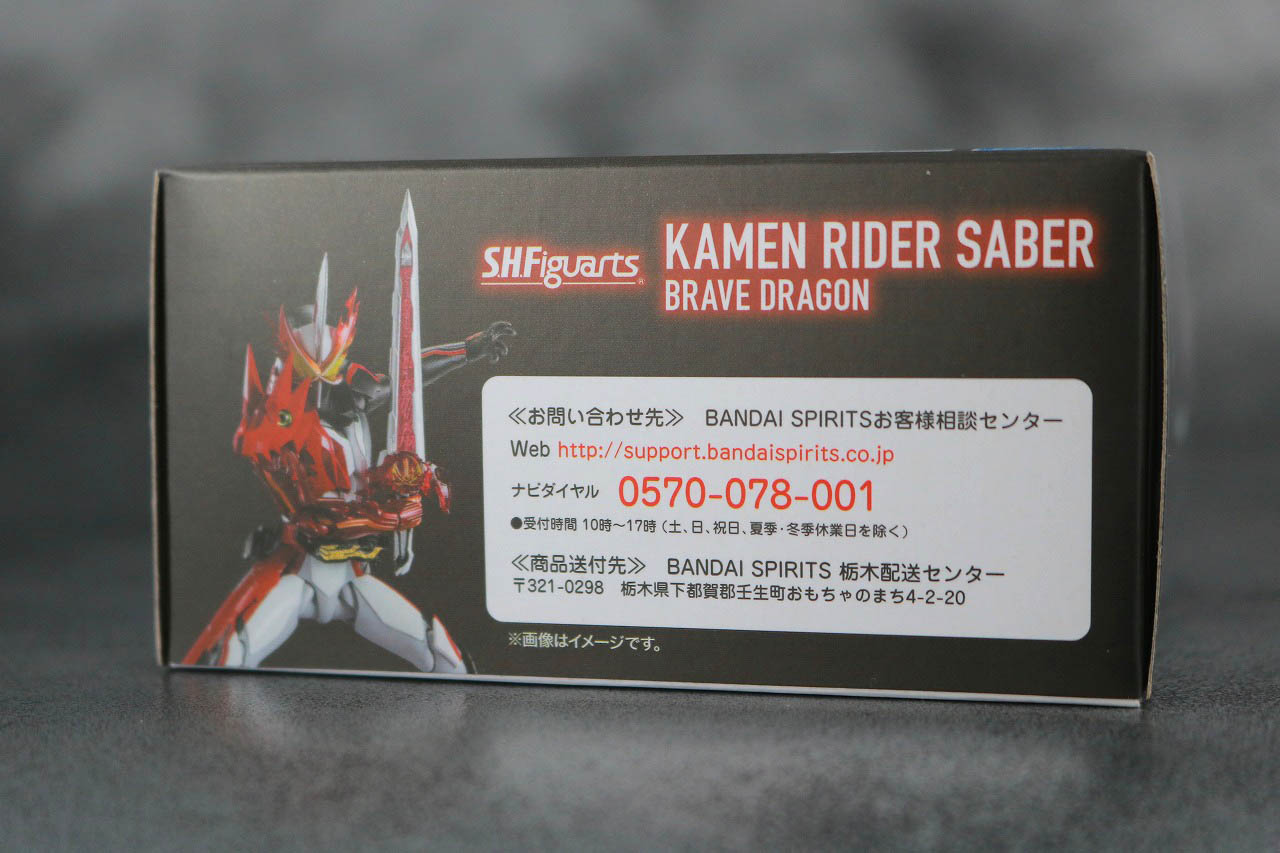 S.H.Figuarts
KAMEN RIDER SABER
BRAVE DRAGON
≪お問い合わせ先≫ BANDAI SPIRITSお客様相談センター
Web http://support.bandaispirits.co.jp
ナビダイヤル 0570-078-001
●受付時間 10時～17時（土、日、祝日、夏季・冬季休業日を除く）
≪商品送付先≫ BANDAI SPIRITS 栃木配送センター
〒321-0298 栃木県下都賀郡壬生町おもちゃのまち4-2-20
※画像はイメージです。